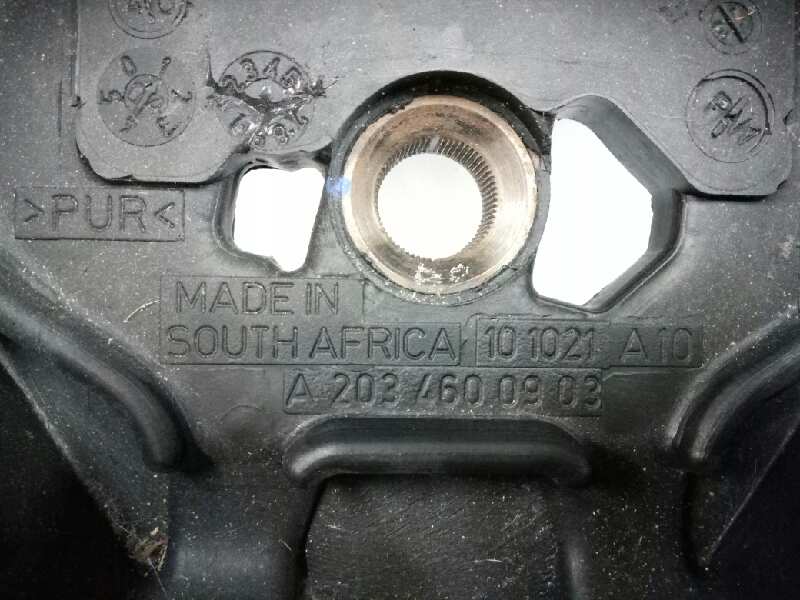 >PUR<
MADE IN
SOUTH AFRICA 101021 A10
A 203 460 09 03